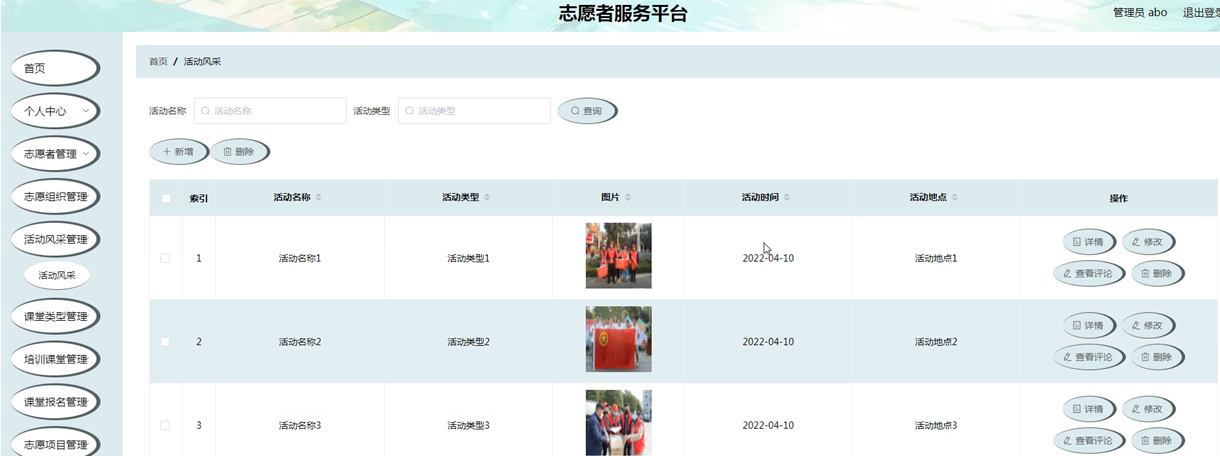 志愿者服务平台
管理员 abo 退出登录
首页 / 活动风采
首页
个人中心
志愿者管理
志愿组织管理
活动风采管理
活动风采
课堂类型管理
培训课堂管理
课堂报名管理
志愿项目管理
活动名称 活动名称 活动类型 活动类型 查询
新增 删除
索引 活动名称 活动类型 图片 活动时间 活动地点 操作
1 活动名称1 活动类型1 2022-04-10 活动地点1 详情 修改
查看评论 删除
2 活动名称2 活动类型2 2022-04-10 活动地点2 详情 修改
查看评论 删除
3 活动名称3 活动类型3 2022-04-10 活动地点3 详情 修改
查看评论 删除